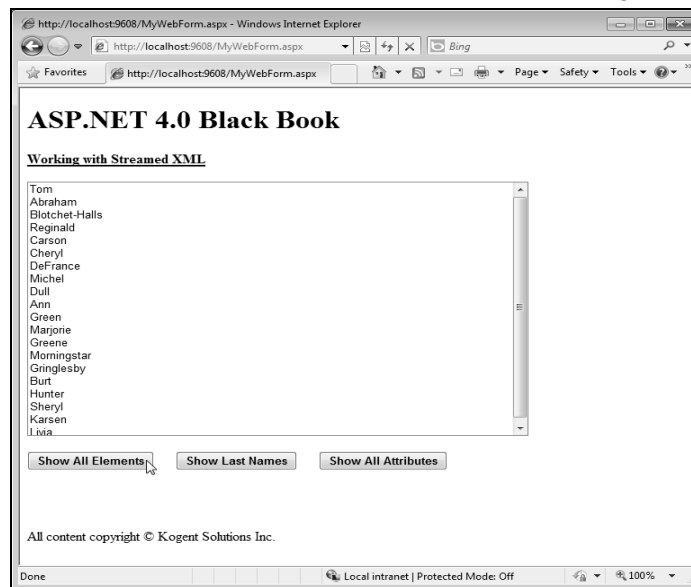 http://localhost:9608/MyWebForm.aspx - Windows Internet Explorer
http://localhost:9608/MyWebForm.aspx
Bing
Favorites
http://localhost:9608/MyWebForm.aspx
Page
Safety
Tools
ASP.NET 4.0 Black Book
Working with Streamed XML
Tom
Abraham
Blotchet-Halls
Reginald
Carson
Cheryl
DeFrance
Michel
Dull
Ann
Green
Marjorie
Greene
Morningstar
Gringlesby
Burt
Hunter
Sheryl
Karsen
Livia
Show All Elements
Show Last Names
Show All Attributes
All content copyright © Kogent Solutions Inc.
Done
Local intranet | Protected Mode: Off
100%